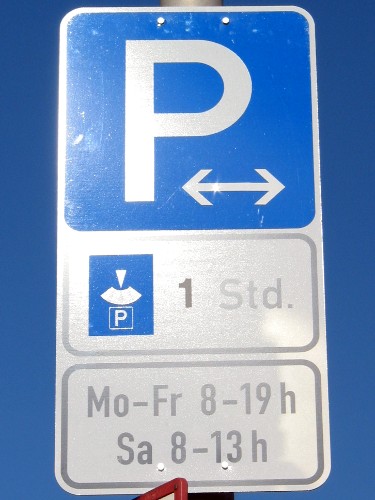 P
P
1 Std.
Mo-Fr 8-19 h
Sa 8-13 h